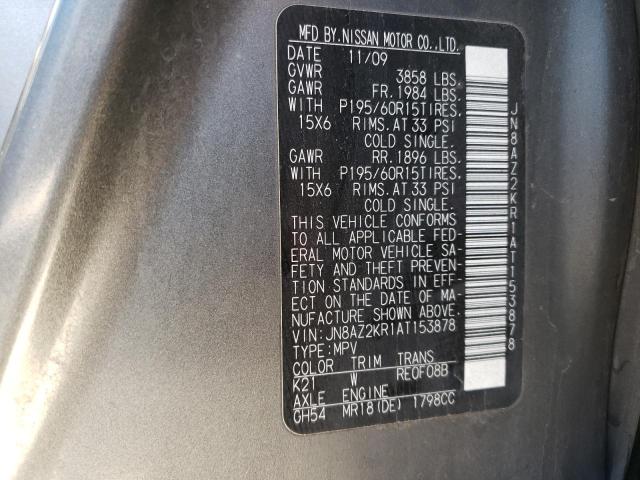 MFD BY.NISSAN MOTOR CO.,LTD.
DATE 11/09
GVWR 3858 LBS.
GAWR FR. 1984 LBS.
WITH P195/60R15TIRES.
15X6 RIMS.AT 33 PSI
COLD SINGLE.
GAWR RR. 1896 LBS.
WITH P195/60R15TIRES.
15X6 RIMS.AT 33 PSI
COLD SINGLE.
THIS VEHICLE CONFORMS
TO ALL APPLICABLE FED-
ERAL MOTOR VEHICLE SA-
FETY AND THEFT PREVEN-
TION STANDARDS IN EFF-
ECT ON THE DATE OF MA-
NUFACTURE SHOWN ABOVE.
VIN:JN8AZ2KR1AT153878
TYPE:MPV
COLOR TRIM TRANS
K21 W RE0F08B
AXLE ENGINE
GH54 MR18(DE) 1798CC
JN8AZ2KR1AT153878